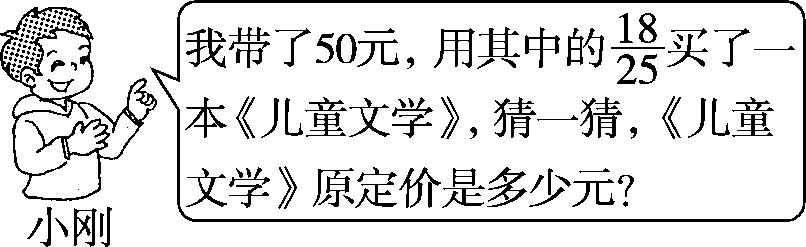 我带了50元，用其中的18/25买了一
本《儿童文学》，猜一猜，《儿童
文学》原定价是多少元？
小刚